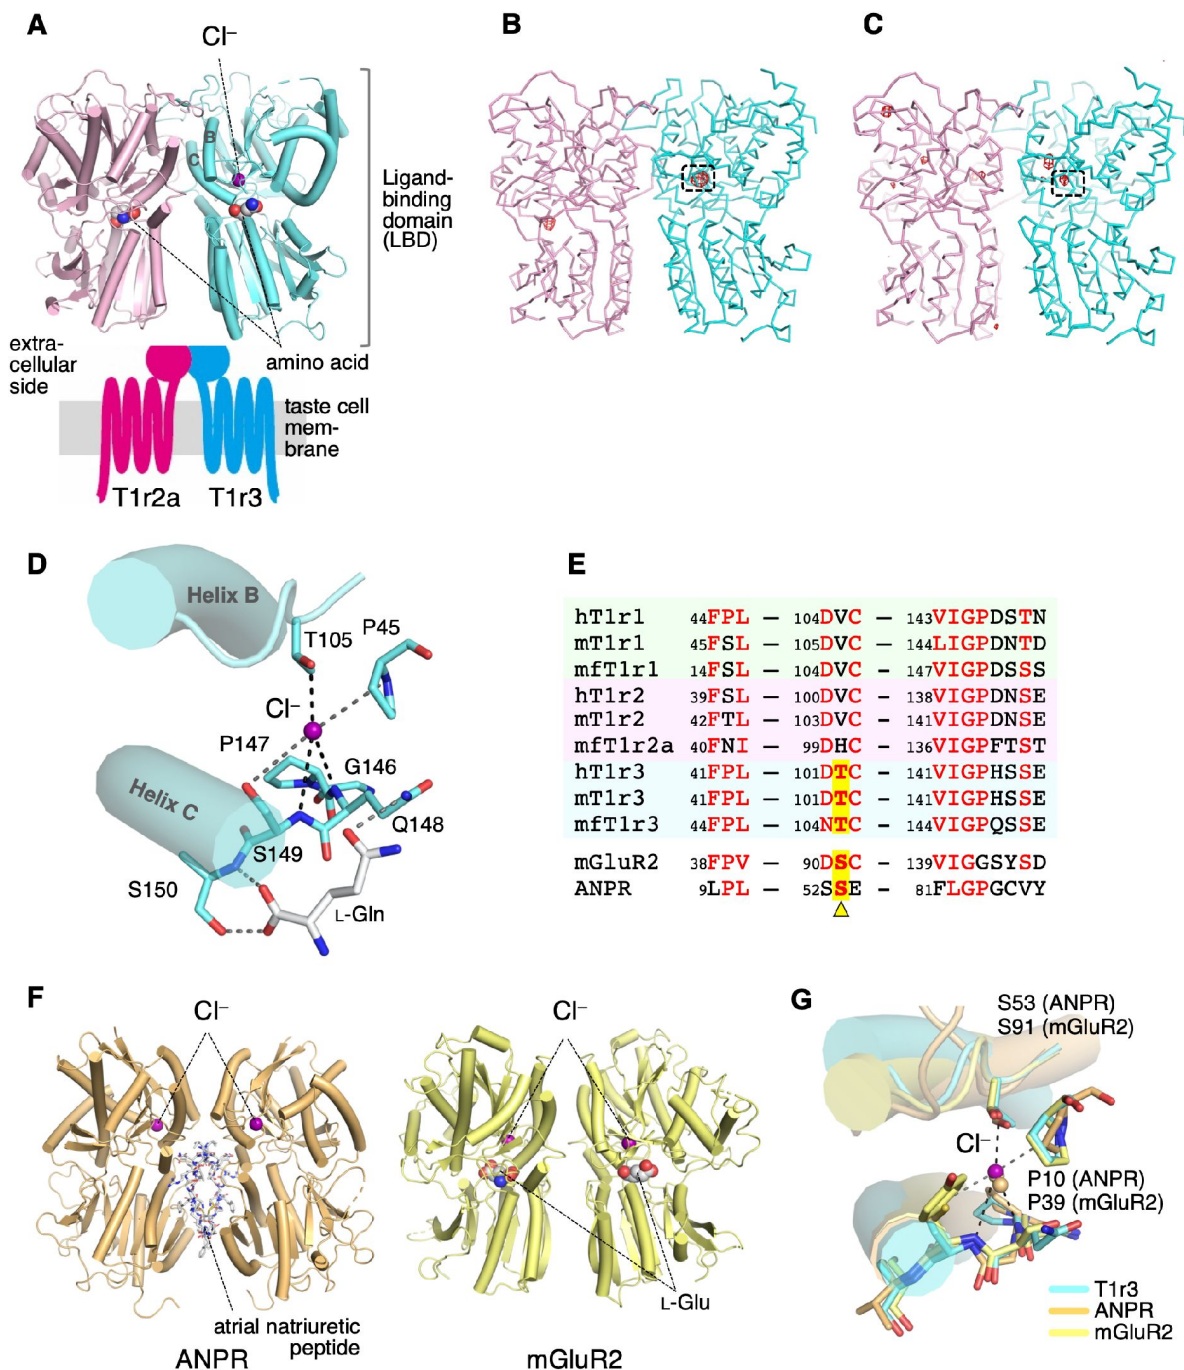 A
Cl⁻
B
C
Ligand-
binding
domain
(LBD)
extra-
cellular
side
amino acid
taste cell
mem-
brane
T1r2a
T1r3
B
C
D
Helix B
T105
P45
Cl⁻
P147
G146
Helix C
Q148
S149
S150
L-Gln
E
hT1r1 44FPL — 104DVC — 143VIGPDSTN
mT1r1 45FSL — 105DVC — 144LIGPDNTD
mfT1r1 14FSL — 104DVC — 147VIGPDSSS
hT1r2 39FSL — 100DVC — 138VIGPDNSE
mT1r2 42FTL — 103DVC — 141VIGPDNSE
mfT1r2a 40FNI — 99DHC — 136VIGPFTST
hT1r3 41FPL — 101DTC — 141VIGPHSSE
mT1r3 41FPL — 101DTC — 141VIGPHSSE
mfT1r3 44FPL — 104NTC — 144VIGPQSSE
mGluR2 38FPV — 90DSC — 139VIGGSYSD
ANPR 9LPL — 52SSE — 81FLGPGCVY
F
Cl⁻
atrial natriuretic
peptide
ANPR
Cl⁻
L-Glu
mGluR2
G
S53 (ANPR)
S91 (mGluR2)
Cl⁻
P10 (ANPR)
P39 (mGluR2)
T1r3
ANPR
mGluR2